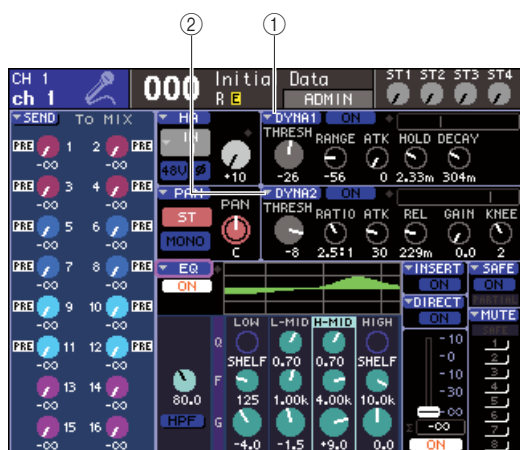 ② ①
CH 1
ch 1
000 Initia Data
R E ADMIN
ST1 ST2 ST3 ST4
SEND To MIX
HA
DYNA1 ON
THRESH RANGE ATK HOLD DECAY
IN
48V Ø
+10
-26 -56 0 2.33m 304m
PRE 1 2 PRE
-∞ -∞
PRE 3 4 PRE
-∞ -∞
PAN
DYNA2 ON
THRESH RATIO ATK REL GAIN KNEE
PAN
ST
MONO
C
-8 2.5:1 30 229m 0.0 2
PRE 5 6 PRE
-∞ -∞
PRE 7 8 PRE
-∞ -∞
EQ
ON
INSERT
ON
SAFE
ON
PARTIAL
DIRECT
ON
MUTE
SAFE
PRE 9 10 PRE
-∞ -∞
PRE 11 12 PRE
-∞ -∞
13 14
-∞ -∞
15 16
-∞ -∞
LOW L-MID H-MID HIGH
Q
SHELF 0.70 0.70 SHELF
F
80.0
125 1.00k 4.00k 10.0k
HPF
G
-4.0 -1.5 +9.0 0.0
-10
-0
-10
-30
-∞
-∞
ON
1
2
3
4
5
6
7
8